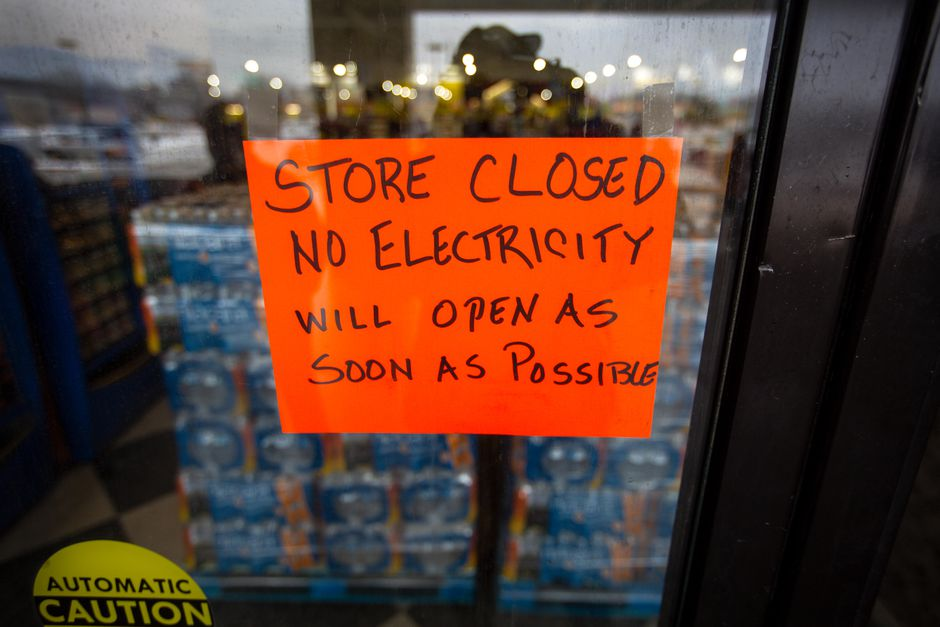 STORE CLOSED
NO ELECTRICITY
WILL OPEN AS
SOON AS POSSIBLE
AUTOMATIC
CAUTION